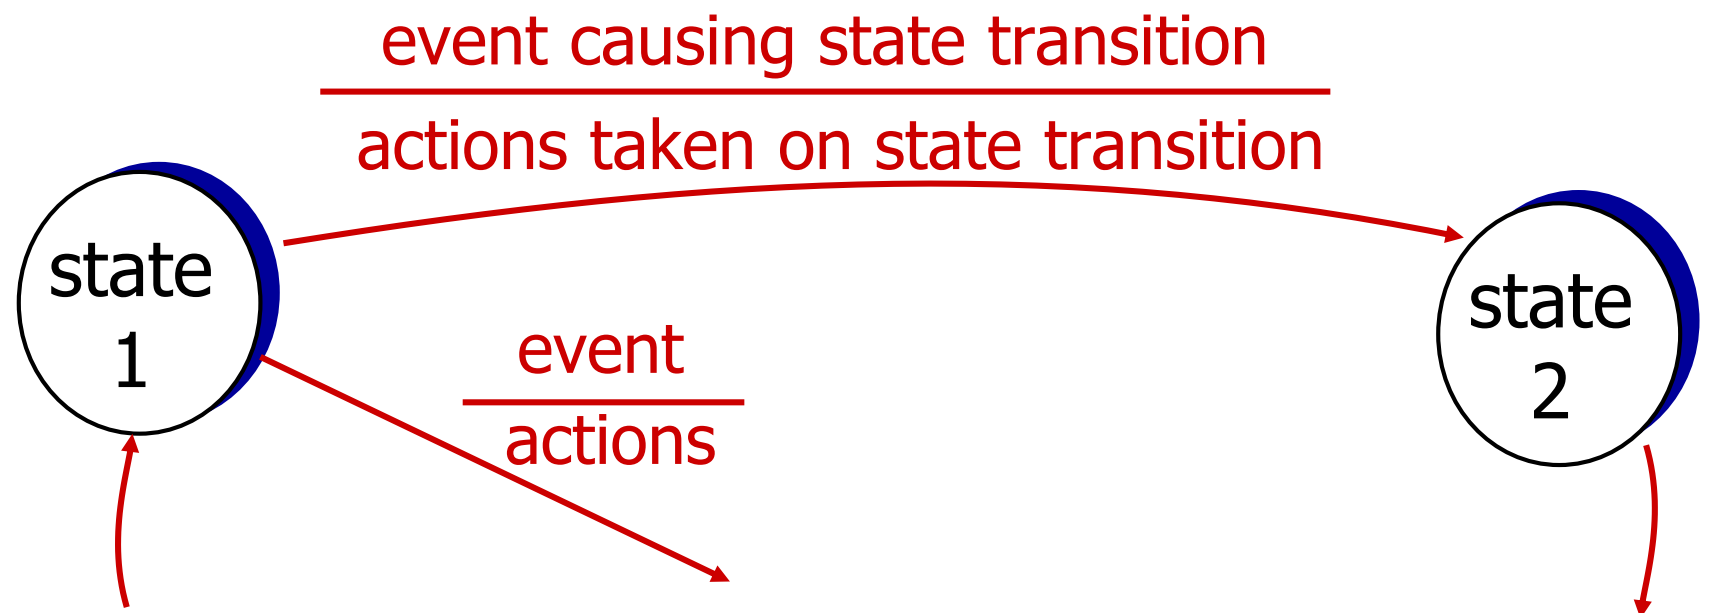 event causing state transition
actions taken on state transition
state
1
event
actions
state
2